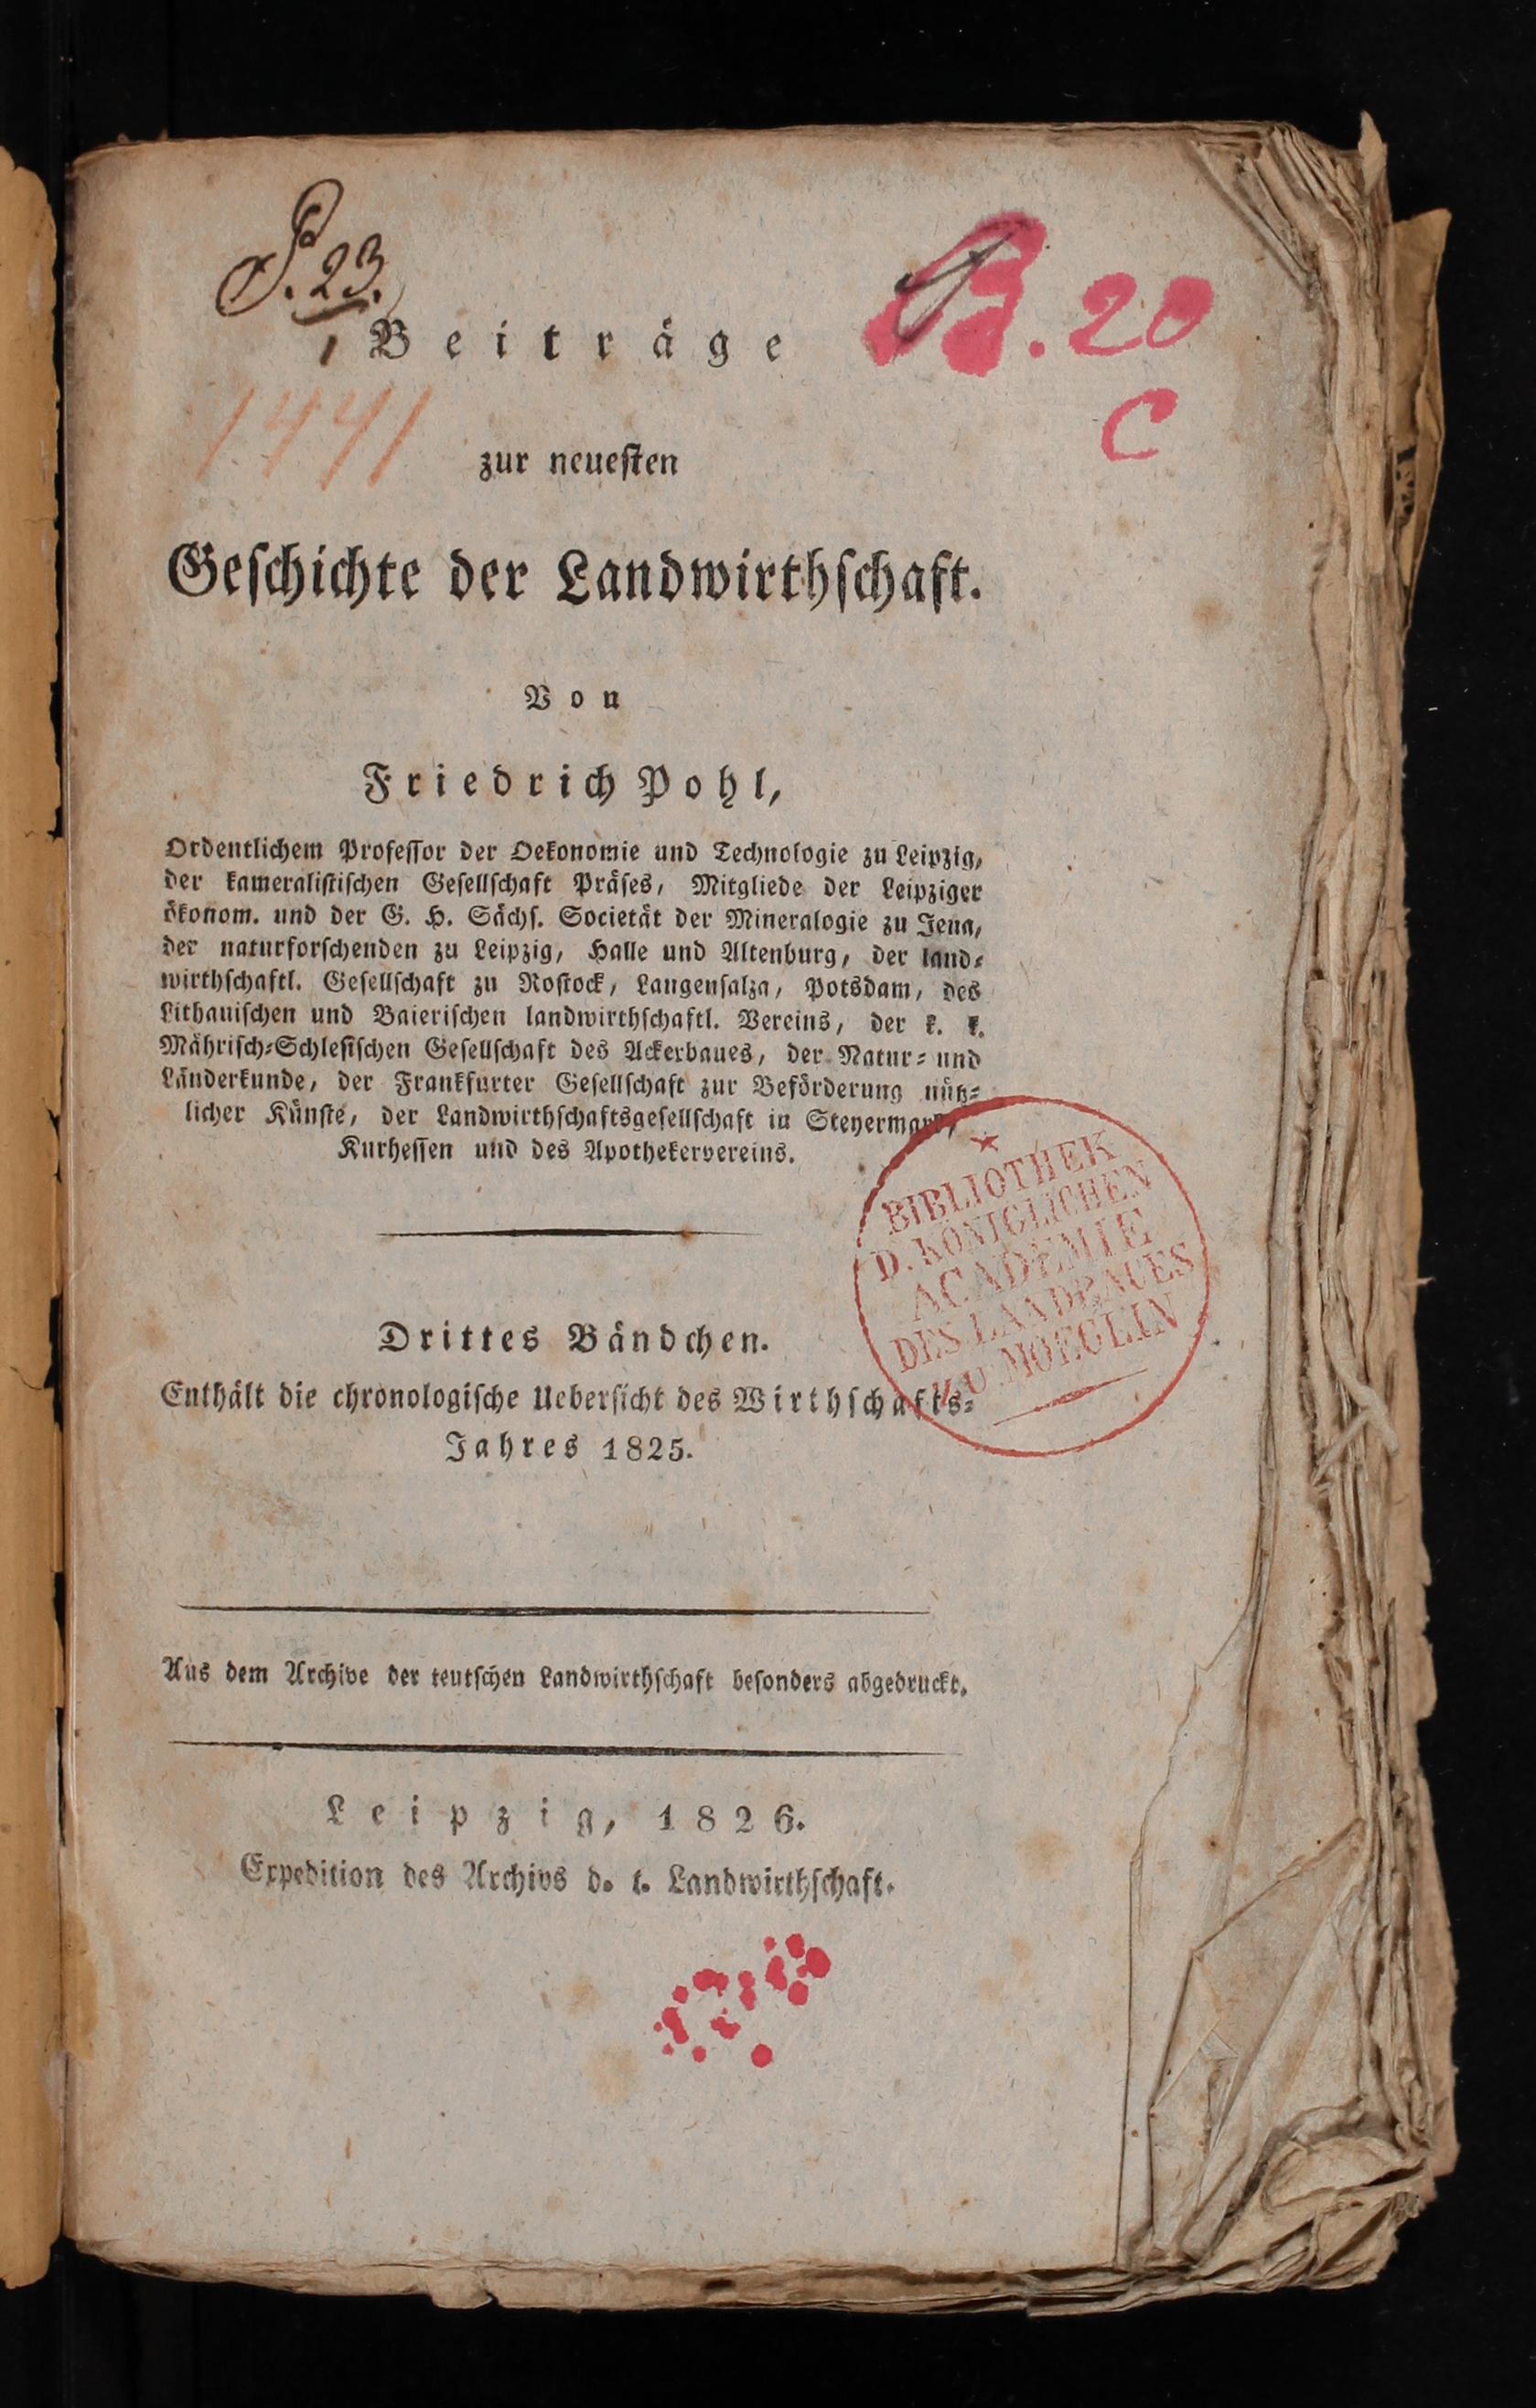 P. 23.
B. 20
C
Beiträge
1441
zur neuesten
Geschichte der Landwirthschaft.
Von
Friedrich Pohl,
Ordentlichem Professor der Oekonomie und Technologie zu Leipzig,
der kameralistischen Gesellschaft Präses, Mitgliede der Leipziger
ökonom. und der G. H. Sächs. Societät der Mineralogie zu Jena,
der naturforschenden zu Leipzig, Halle und Altenburg, der land-
wirthschaftl. Gesellschaft zu Rostock, Langensalza, Potsdam, des
Lithauischen und Baierischen landwirthschaftl. Vereins, der k. k.
Mährisch-Schlesischen Gesellschaft des Ackerbaues, der Natur- und
Länderkunde, der Frankfurter Gesellschaft zur Beförderung nütz-
licher Künste, der Landwirthschaftsgesellschaft in Steyermark,
Kurhessen und des Apothekervereins.
BIBLIOTHEK
D. KÖNIGLICHEN
ACADEMIE
DES LANDBAUES
ZU MOEGLIN
Drittes Bändchen.
Enthält die chronologische Uebersicht des Wirthschafts-
Jahres 1825.
Aus dem Archive der teutschen Landwirthschaft besonders abgedruckt.
Leipzig, 1826.
Expedition des Archivs d. t. Landwirthschaft.